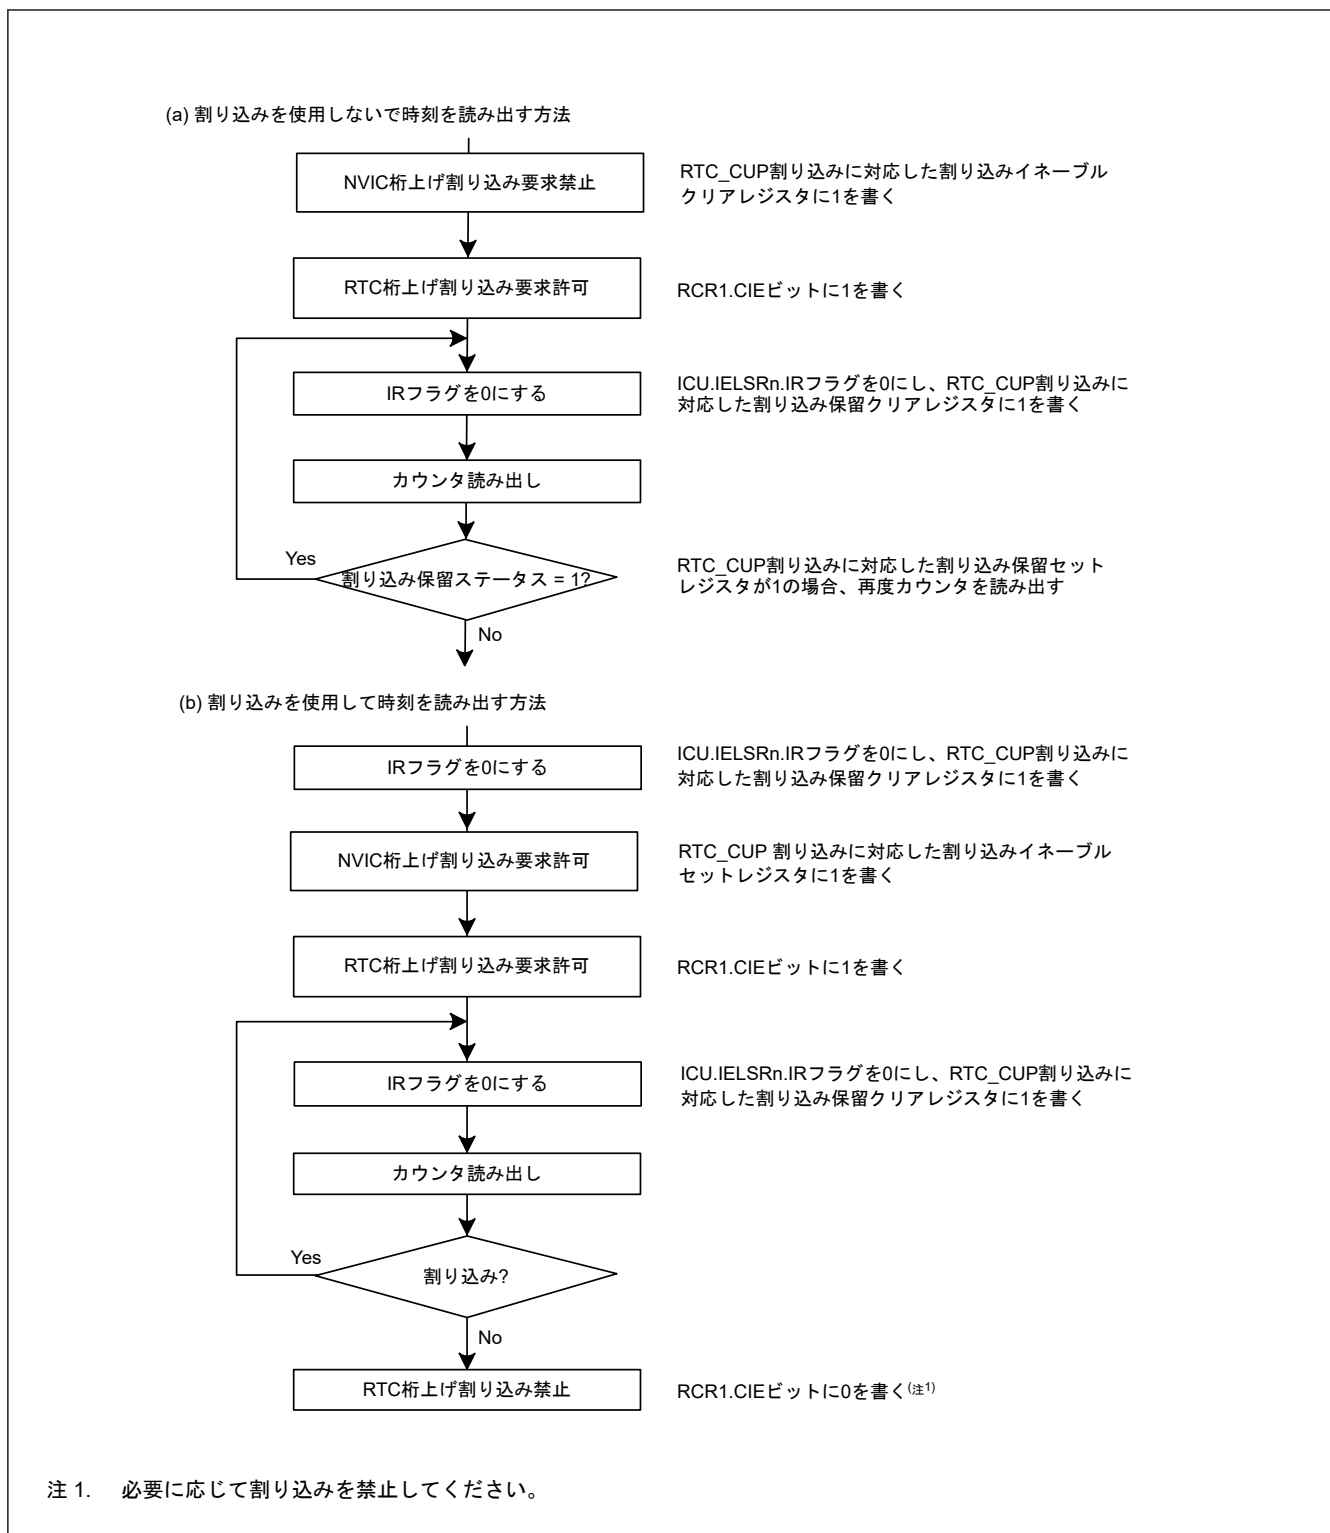 (a) 割り込みを使用しないで時刻を読み出す方法
NVIC桁上げ割り込み要求禁止
RTC_CUP割り込みに対応した割り込みイネーブル
クリアレジスタに1を書く
RTC桁上げ割り込み要求許可
RCR1.CIEビットに1を書く
IRフラグを0にする
ICU.IELSRn.IRフラグを0にし、RTC_CUP割り込みに
対応した割り込み保留クリアレジスタに1を書く
カウンタ読み出し
Yes
割り込み保留ステータス = 1?
RTC_CUP割り込みに対応した割り込み保留セット
レジスタが1の場合、再度カウンタを読み出す
No
(b) 割り込みを使用して時刻を読み出す方法
IRフラグを0にする
ICU.IELSRn.IRフラグを0にし、RTC_CUP割り込みに
対応した割り込み保留クリアレジスタに1を書く
NVIC桁上げ割り込み要求許可
RTC_CUP 割り込みに対応した割り込みイネーブル
セットレジスタに1を書く
RTC桁上げ割り込み要求許可
RCR1.CIEビットに1を書く
IRフラグを0にする
ICU.IELSRn.IRフラグを0にし、RTC_CUP割り込みに
対応した割り込み保留クリアレジスタに1を書く
カウンタ読み出し
Yes
割り込み?
No
RTC桁上げ割り込み禁止
RCR1.CIEビットに0を書く(注1)
注 1. 必要に応じて割り込みを禁止してください。